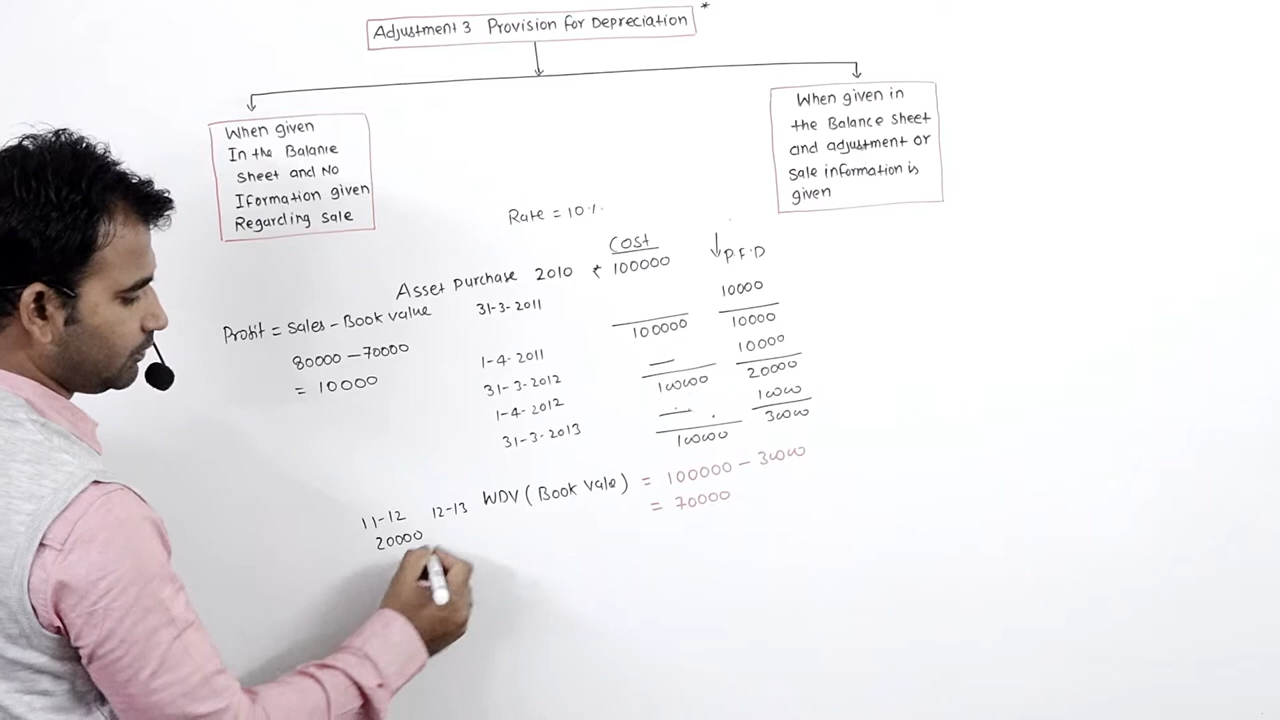 Adjustment 3 Provision for Depreciation *
When given
In the Balance
sheet and No
Iformation given
Regarding sale
When given in
the Balance sheet
and adjustment or
sale information is
given
Rate = 10%
Cost
P.F.D
Asset purchase 2010 ₹ 100000
10000
Profit = Sales - Book value
31-3-2011
100000
10000
80000 - 70000
1-4-2011
10000
= 10000
31-3-2012
100000
20000
1-4-2012
10000
31-3-2013
100000
30000
WDV (Book Vale) = 100000 - 30000
= 70000
11-12 12-13
20000